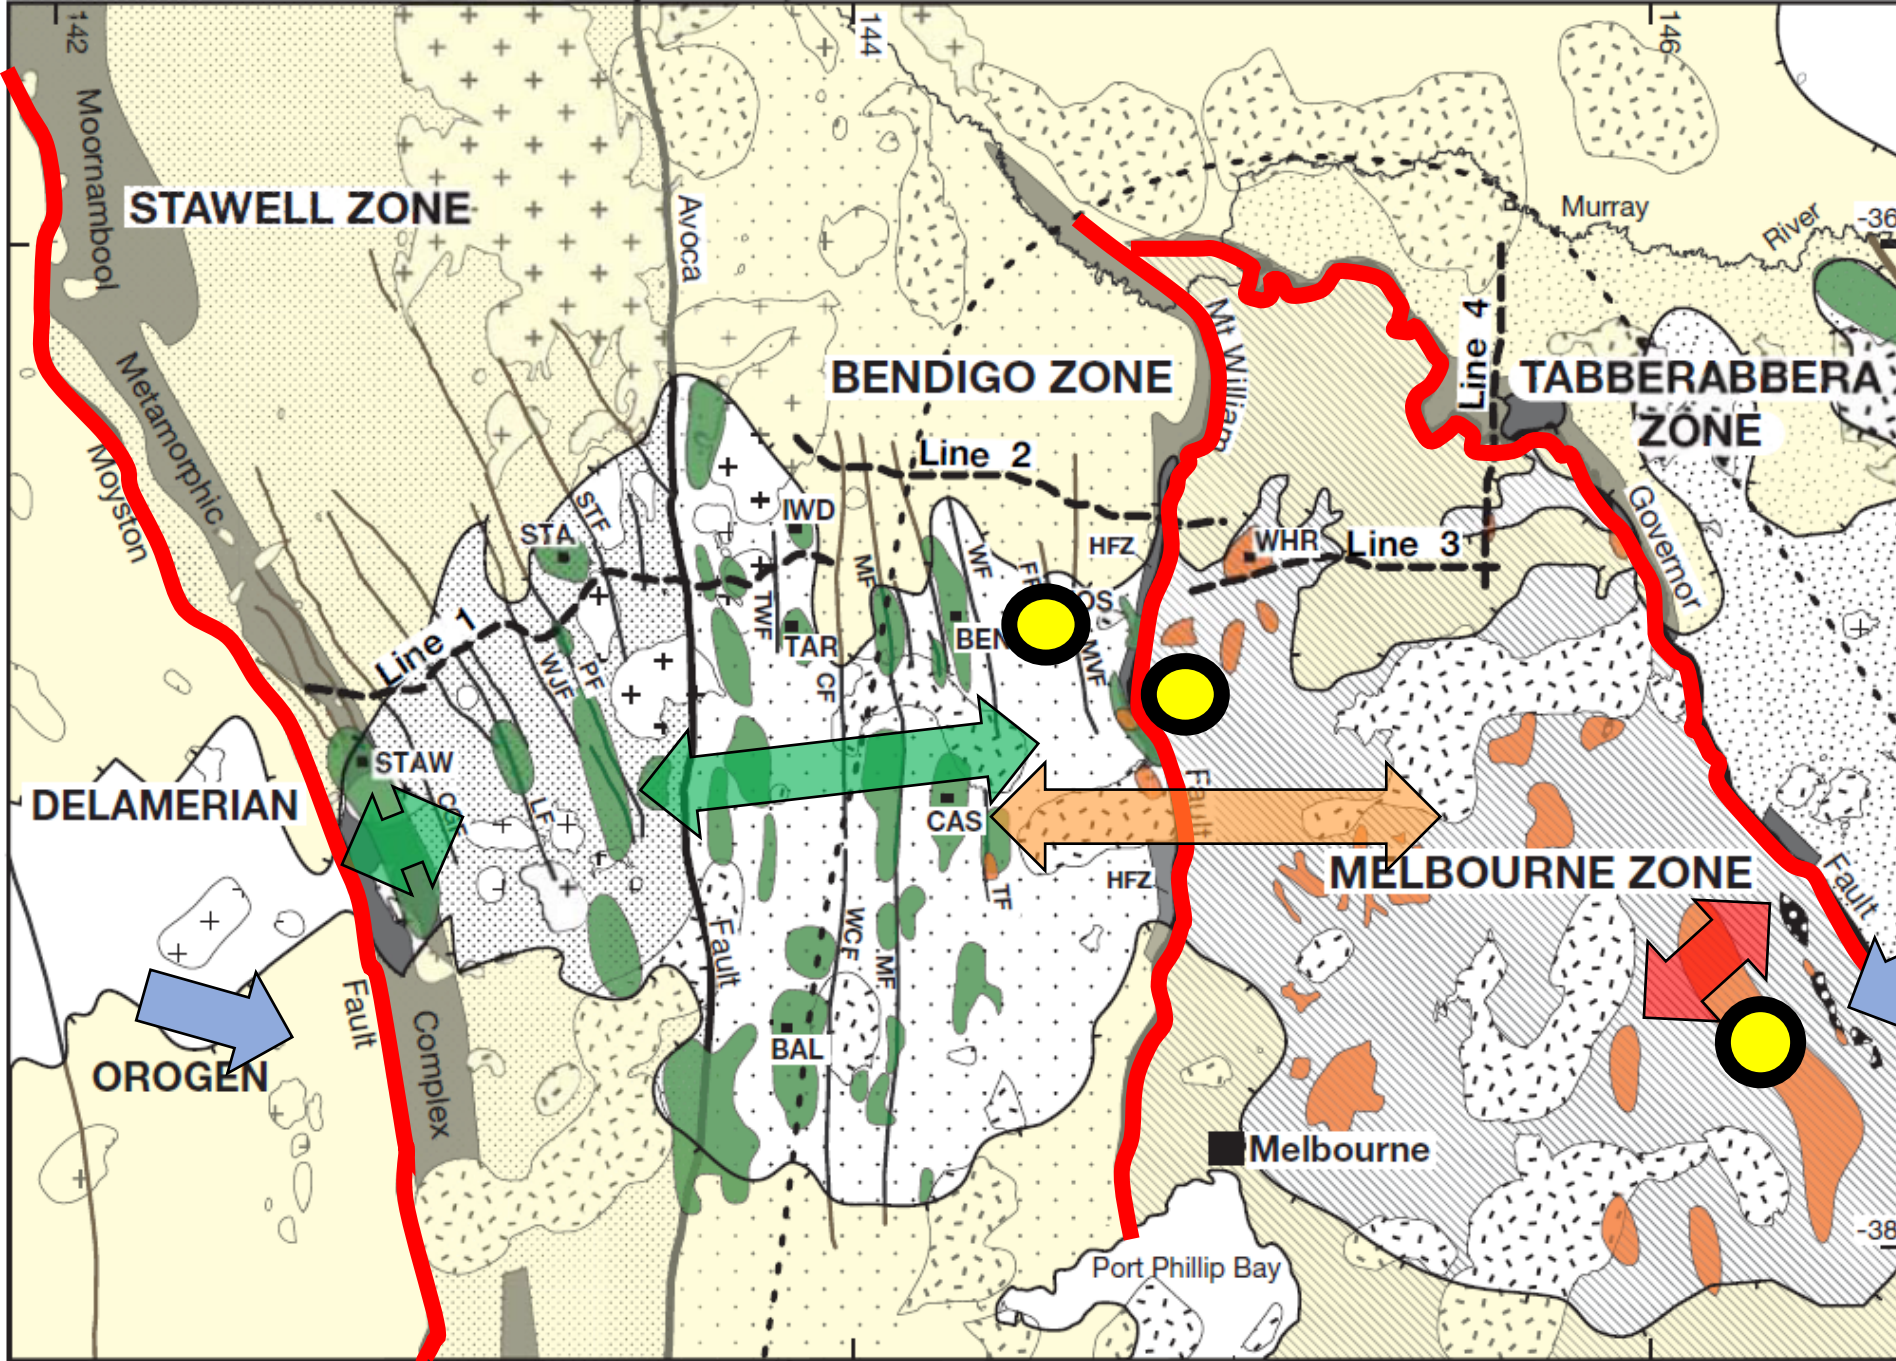 142
144
146
Moornambool
STAWELL ZONE
Avoca
Murray
River
-36
Mt William
Line 4
BENDIGO ZONE
TABBERABBERA
ZONE
Metamorphic
Moyston
Line 2
STF
IWD
STA
HFZ
WHR
Line 3
Governor
MF
WF
TWF
Line 1
TAR
BEN
OS
MVF
WJF
PF
CF
STAW
DELAMERIAN
CGF
LF
CAS
Fault
MELBOURNE ZONE
HFZ
TF
Fault
WCF
MF
Fault
Fault
Complex
BAL
OROGEN
Melbourne
-38
Port Phillip Bay